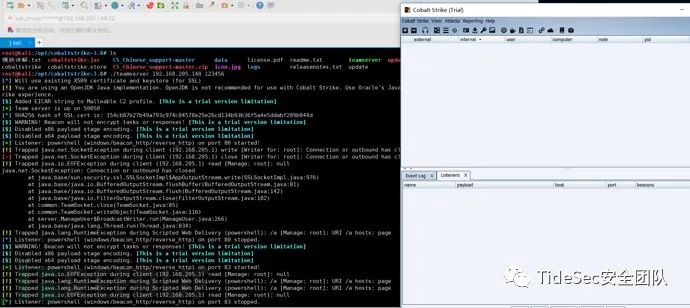 ssh://root:******@192.168.205.148:22
3 kali
root@kali:/opt/cobaltstrike-3.8# ls
cobaltstrike.jar CS_Chinese_support-master data license.pdf readme.txt teamserver
cobaltstrike cobaltstrike.store CS_Chinese_support-master.zip icon.jpg logs releasenotes.txt update
root@kali:/opt/cobaltstrike-3.8# ./teamserver 192.168.205.148 123456
[*] Will use existing X509 certificate and keystore (for SSL)
[!] You are using an OpenJDK Java implementation. OpenJDK is not recommended for use with Cobalt Strike. Use Oracle's Java
rike experience.
[$] Added EICAR string to Malleable C2 profile. [This is a trial version limitation]
[+] Team server is up on 50050
[*] SHA256 hash of SSL cert is:
[$] WARNING! Beacon will not encrypt tasks or responses! [This is a trial version limitation]
[$] Disabled x86 payload stage encoding. [This is a trial version limitation]
[$] Disabled x64 payload stage encoding. [This is a trial version limitation]
[+] Listener: powershell (windows/beacon_http/reverse_http) on port 80 started!
[!] Trapped java.net.SocketException during client (192.168.205.1) write [Writer for: root]: Connection or outbound has cl
[-] Trapped java.net.SocketException during client (192.168.205.1) close [Writer for: root]: Connection or outbound has cl
[!] Trapped java.io.EOFException during client (192.168.205.1) read [Manage: root]: null
java.net.SocketException: Connection or outbound has closed
at java.base/sun.security.ssl.SSLSocketImpl$AppOutputStream.write(SSLSocketImpl.java:976)
at java.base/java.io.BufferedOutputStream.flushBuffer(BufferedOutputStream.java:81)
at java.base/java.io.BufferedOutputStream.flush(BufferedOutputStream.java:142)
at java.base/java.io.FilterOutputStream.close(FilterOutputStream.java:182)
at common.TeamSocket.close(TeamSocket.java:85)
at common.TeamSocket.writeObject(TeamSocket.java:116)
at server.ManageUser$BroadcastWriter.run(ManageUser.java:266)
at java.base/java.lang.Thread.run(Thread.java:834)
[!] Trapped java.lang.RuntimeException during Scripted Web Delivery (powershell): /a [Manage: root]: URI /a hosts: page
[*] Listener: powershell (windows/beacon_http/reverse_http) on port 80 stopped.
[$] WARNING! Beacon will not encrypt tasks or responses! [This is a trial version limitation]
[$] Disabled x86 payload stage encoding. [This is a trial version limitation]
[$] Disabled x64 payload stage encoding. [This is a trial version limitation]
[+] Listener: powershell (windows/beacon_http/reverse_http) on port 83 started!
[!] Trapped java.io.EOFException during client (192.168.205.1) read [Manage: root]: null
[!] Trapped java.lang.RuntimeException during Scripted Web Delivery (powershell): /a [Manage: root]: URI /a hosts: page
[!] Trapped java.lang.RuntimeException during Scripted Web Delivery (powershell): /a [Manage: root]: URI /a hosts: page
[!] Trapped java.io.EOFException during client (192.168.205.1) read [Manage: root]: null
[*] Listener: powershell (windows/beacon_http/reverse_http) on port 83 stopped.
Cobalt Strike (Trial)
Cobalt Strike View Attacks Reporting Help
external internal user computer note pid
Event Log X Listeners X
name payload host port beacons
TideSec安全团队